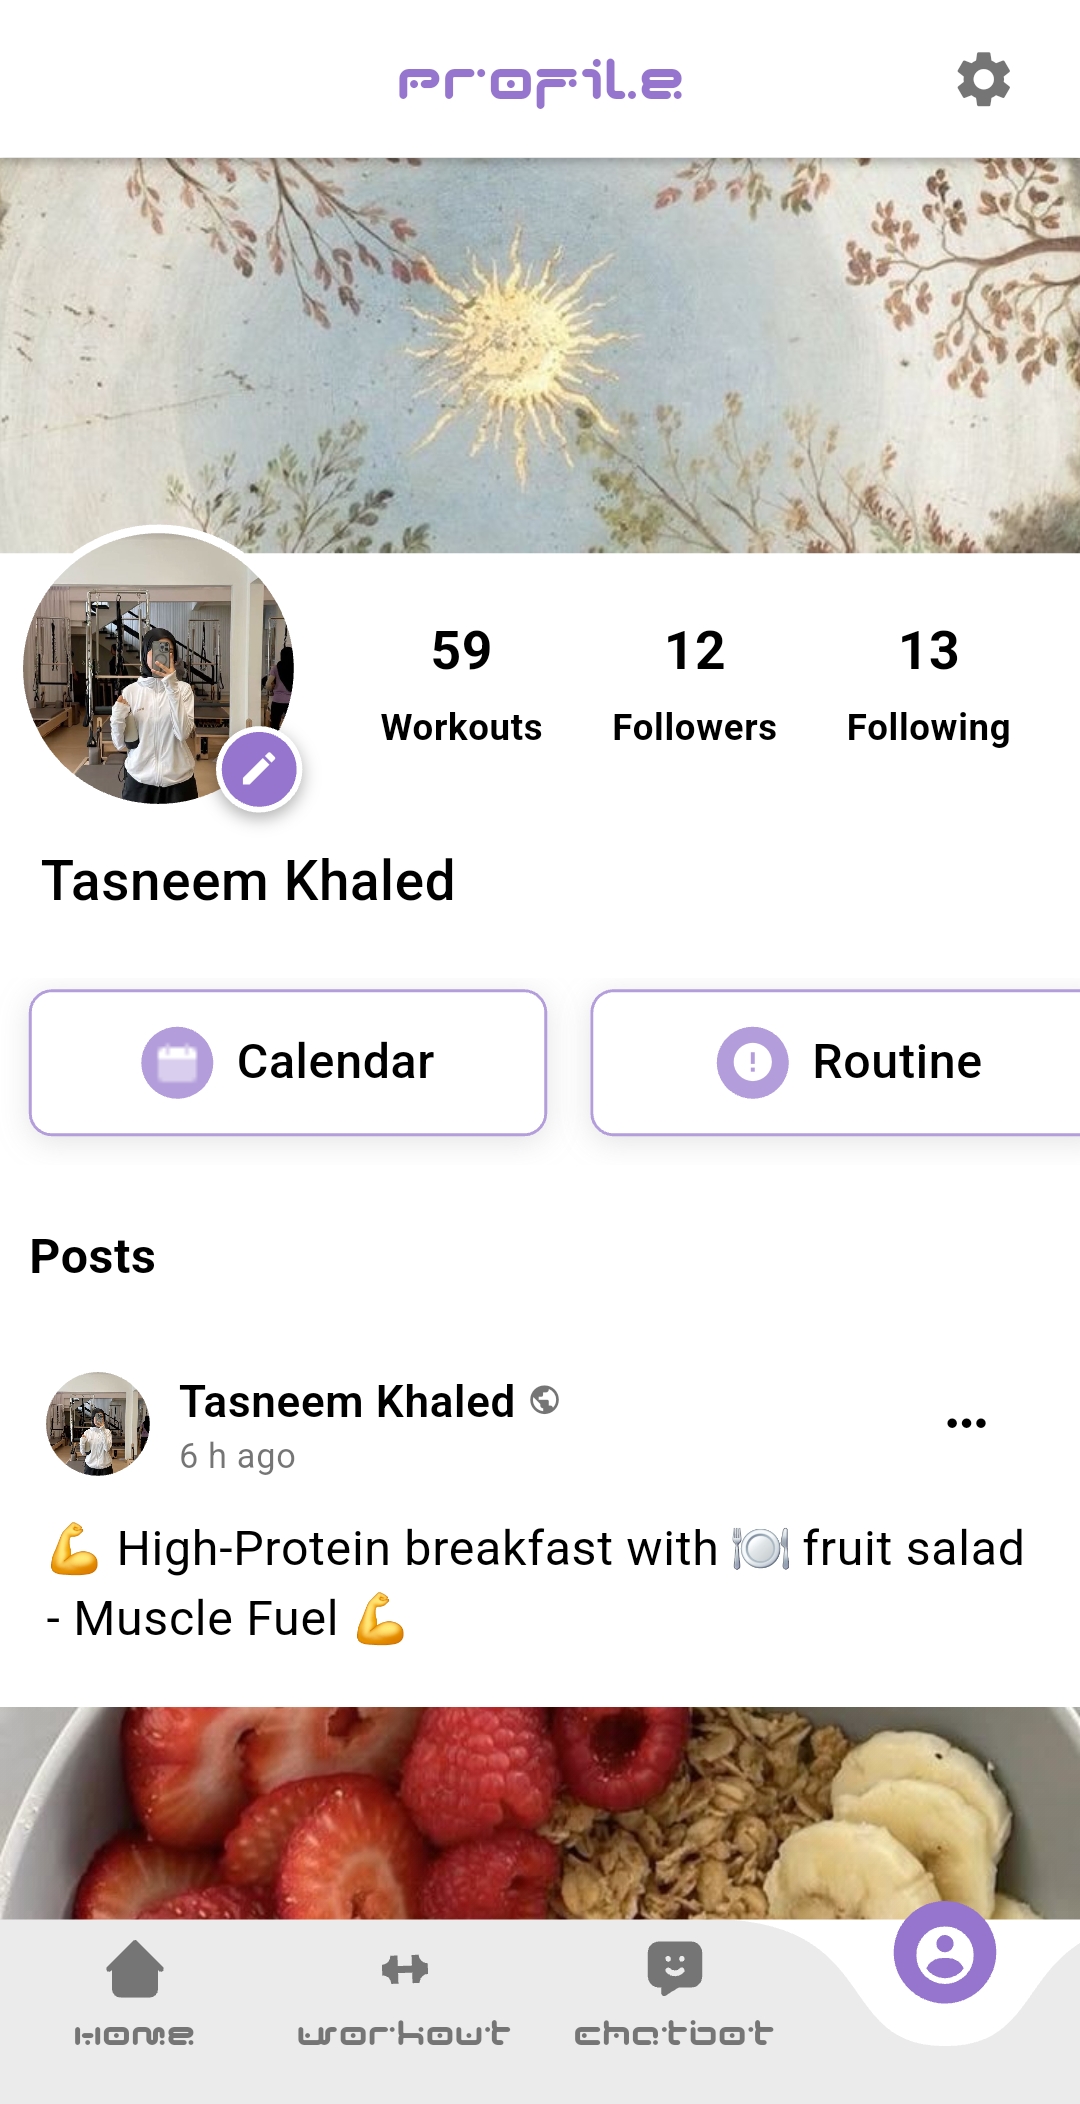 Profile
59 12 13
Workouts Followers Following
Tasneem Khaled
Calendar Routine
Posts
Tasneem Khaled
6 h ago
💪 High-Protein breakfast with 🍽️ fruit salad
- Muscle Fuel 💪
Home workout chatbot